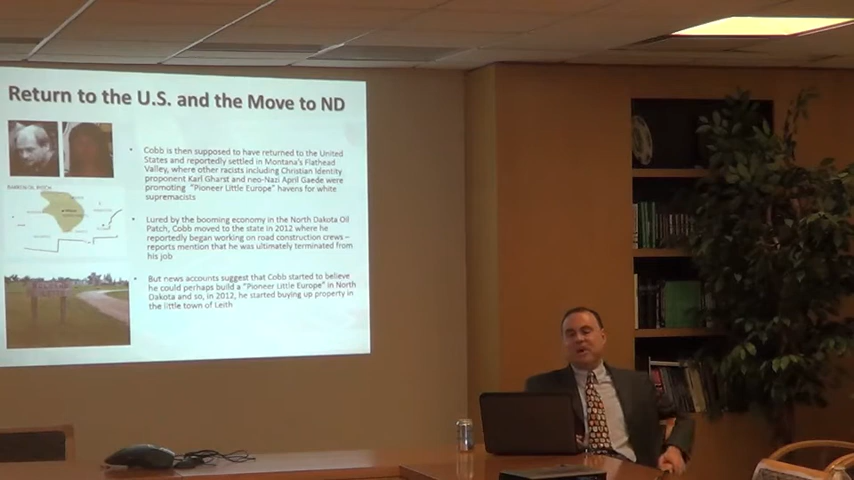 Return to the U.S. and the Move to ND
Cobb is then supposed to have returned to the United
States and reportedly settled in Montana's Flathead
Valley, where other racists including Christian Identity
proponent Karl Gharst and neo-Nazi April Gaede were
promoting "Pioneer Little Europe" havens for white
supremacists
Lured by the booming economy in the North Dakota Oil
Patch, Cobb moved to the state in 2012 where he
reportedly began working on road construction crews –
reports mention that he was ultimately terminated from
his job
But news accounts suggest that Cobb started to believe
he could perhaps build a "Pioneer Little Europe" in North
Dakota and so, in 2012, he started buying up property in
the little town of Leith